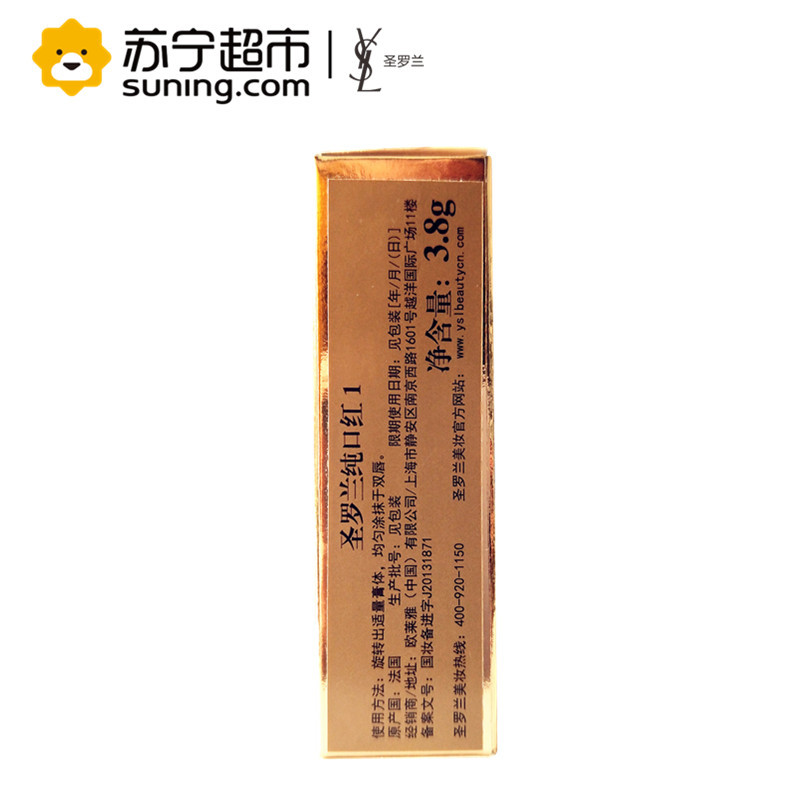 苏宁超市
suning.com
YSL
圣罗兰
圣罗兰纯口红 1
使用方法：旋转出适量膏体，均匀涂抹于双唇。
原产国：法国 生产批号：见包装 限期使用日期：见包装[年/月/(日)]
经销商/地址：欧莱雅（中国）有限公司/上海市静安区南京西路1601号越洋国际广场11楼
备案文号：国妆备进字J20131871
净含量：3.8g
圣罗兰美妆热线：400-920-1150 圣罗兰美妆官方网站：www.yslbeautycn.com